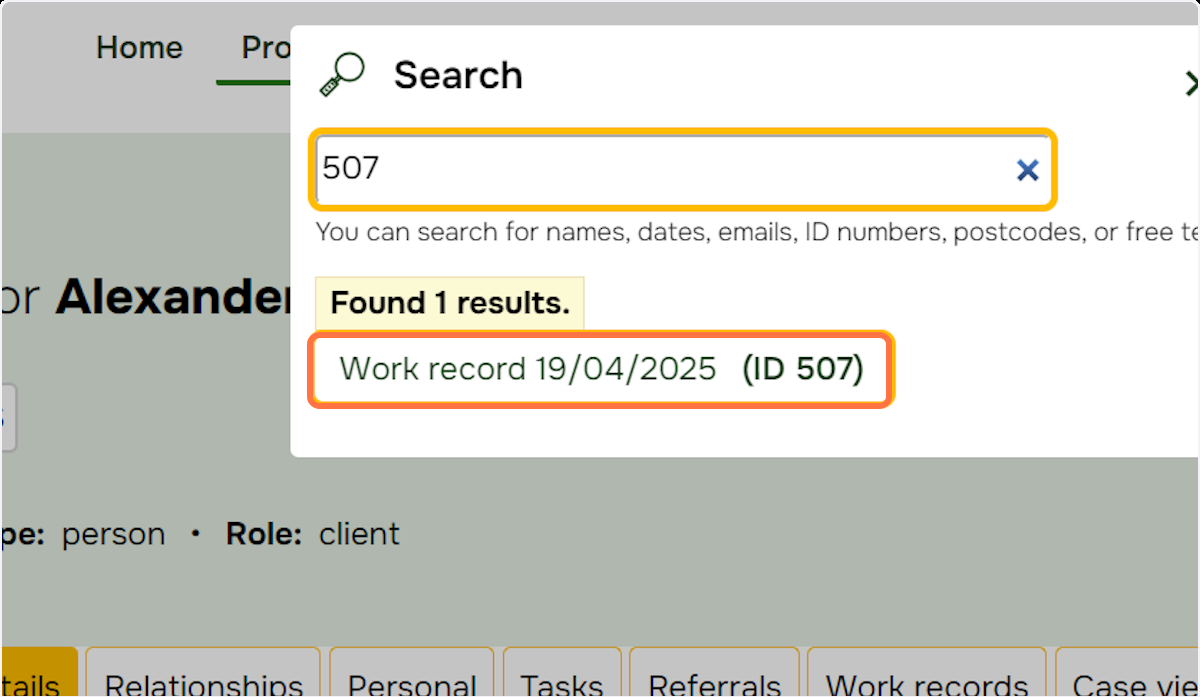 Home Pro
Search
507
You can search for names, dates, emails, ID numbers, postcodes, or free te
Found 1 results.
Work record 19/04/2025 (ID 507)
or Alexander
pe: person • Role: client
tails Relationships Personal Tasks Referrals Work records Case vie